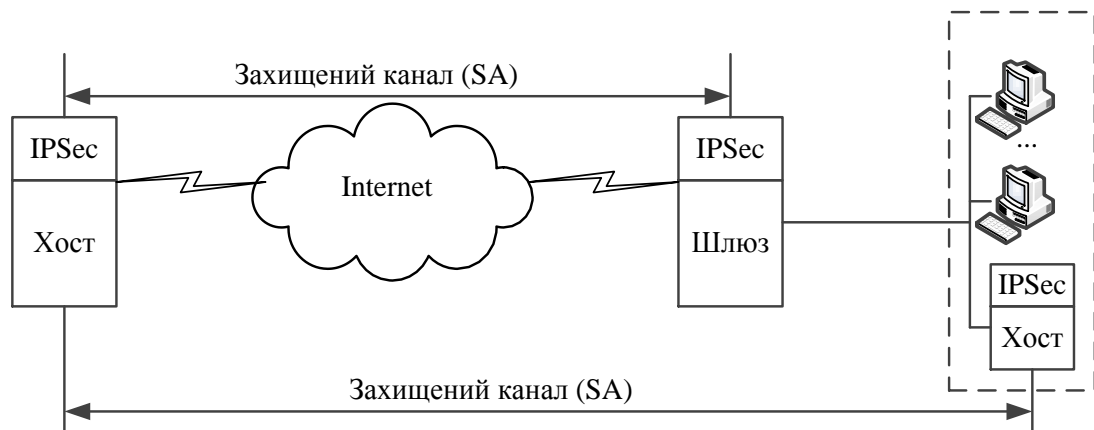 Захищений канал (SA)
IPSec
IPSec
Internet
Хост
Шлюз
...
IPSec
Хост
Захищений канал (SA)